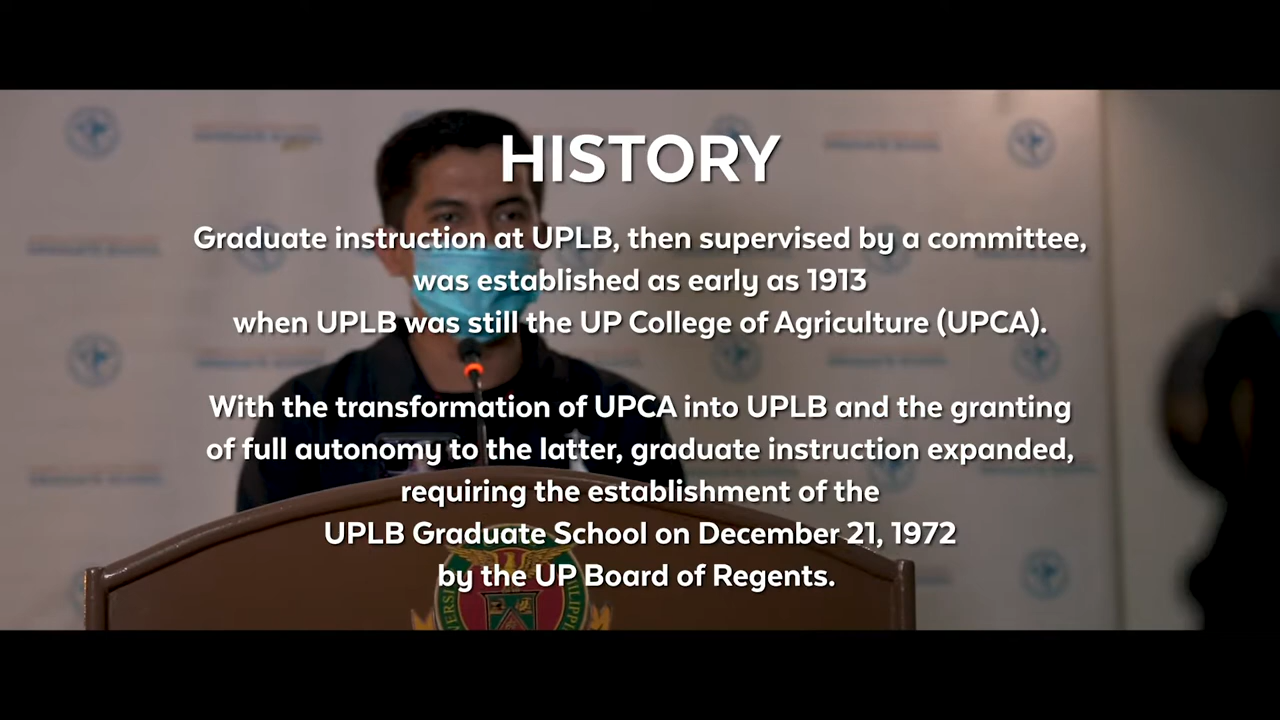 HISTORY
Graduate instruction at UPLB, then supervised by a committee,
was established as early as 1913
when UPLB was still the UP College of Agriculture (UPCA).
With the transformation of UPCA into UPLB and the granting
of full autonomy to the latter, graduate instruction expanded,
requiring the establishment of the
UPLB Graduate School on December 21, 1972
by the UP Board of Regents.